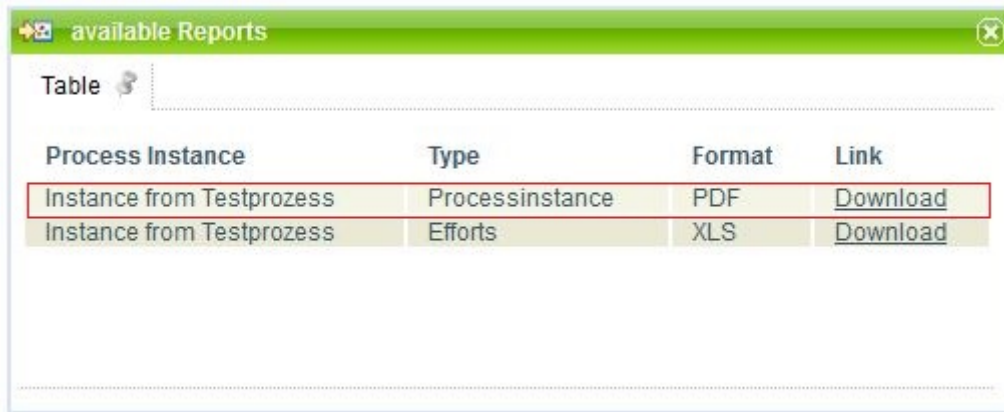 available Reports
Table
Process Instance Type Format Link
Instance from Testprozess Processinstance PDF Download
Instance from Testprozess Efforts XLS Download